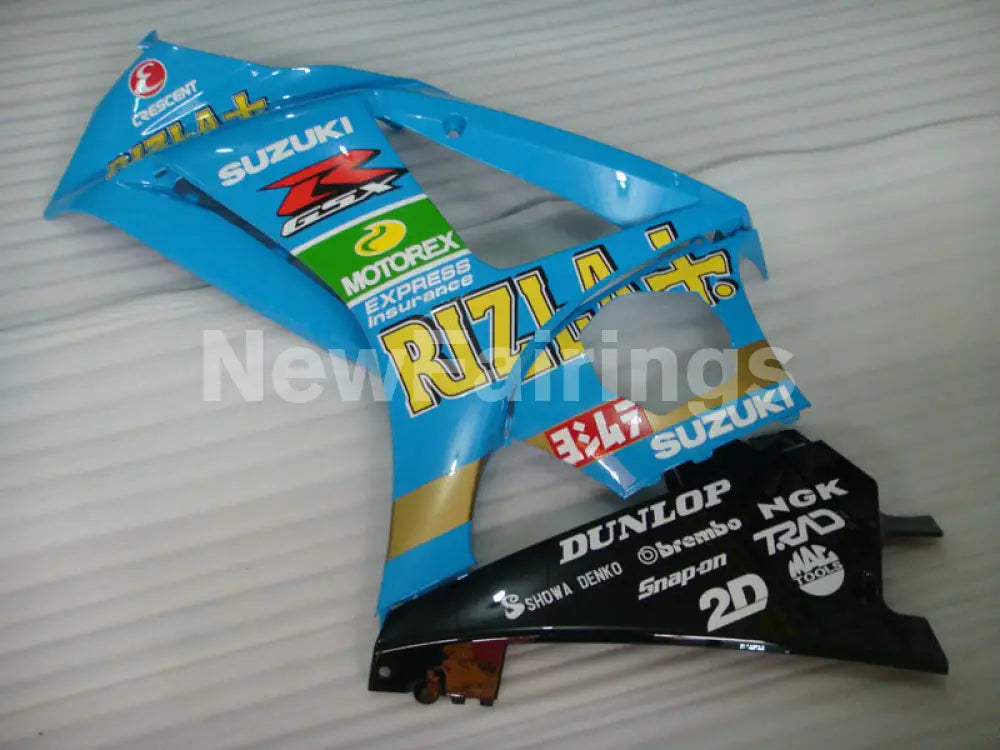 CRESCENT
RIZLA+
SUZUKI
R
GSX
MOTOREX
EXPRESS
insurance
RIZLA+.
NewFairings
ヨシムラ
SUZUKI
DUNLOP
NGK
brembo
TRAD
SHOWA DENKO
Snap-on
MAC
TOOLS
2D